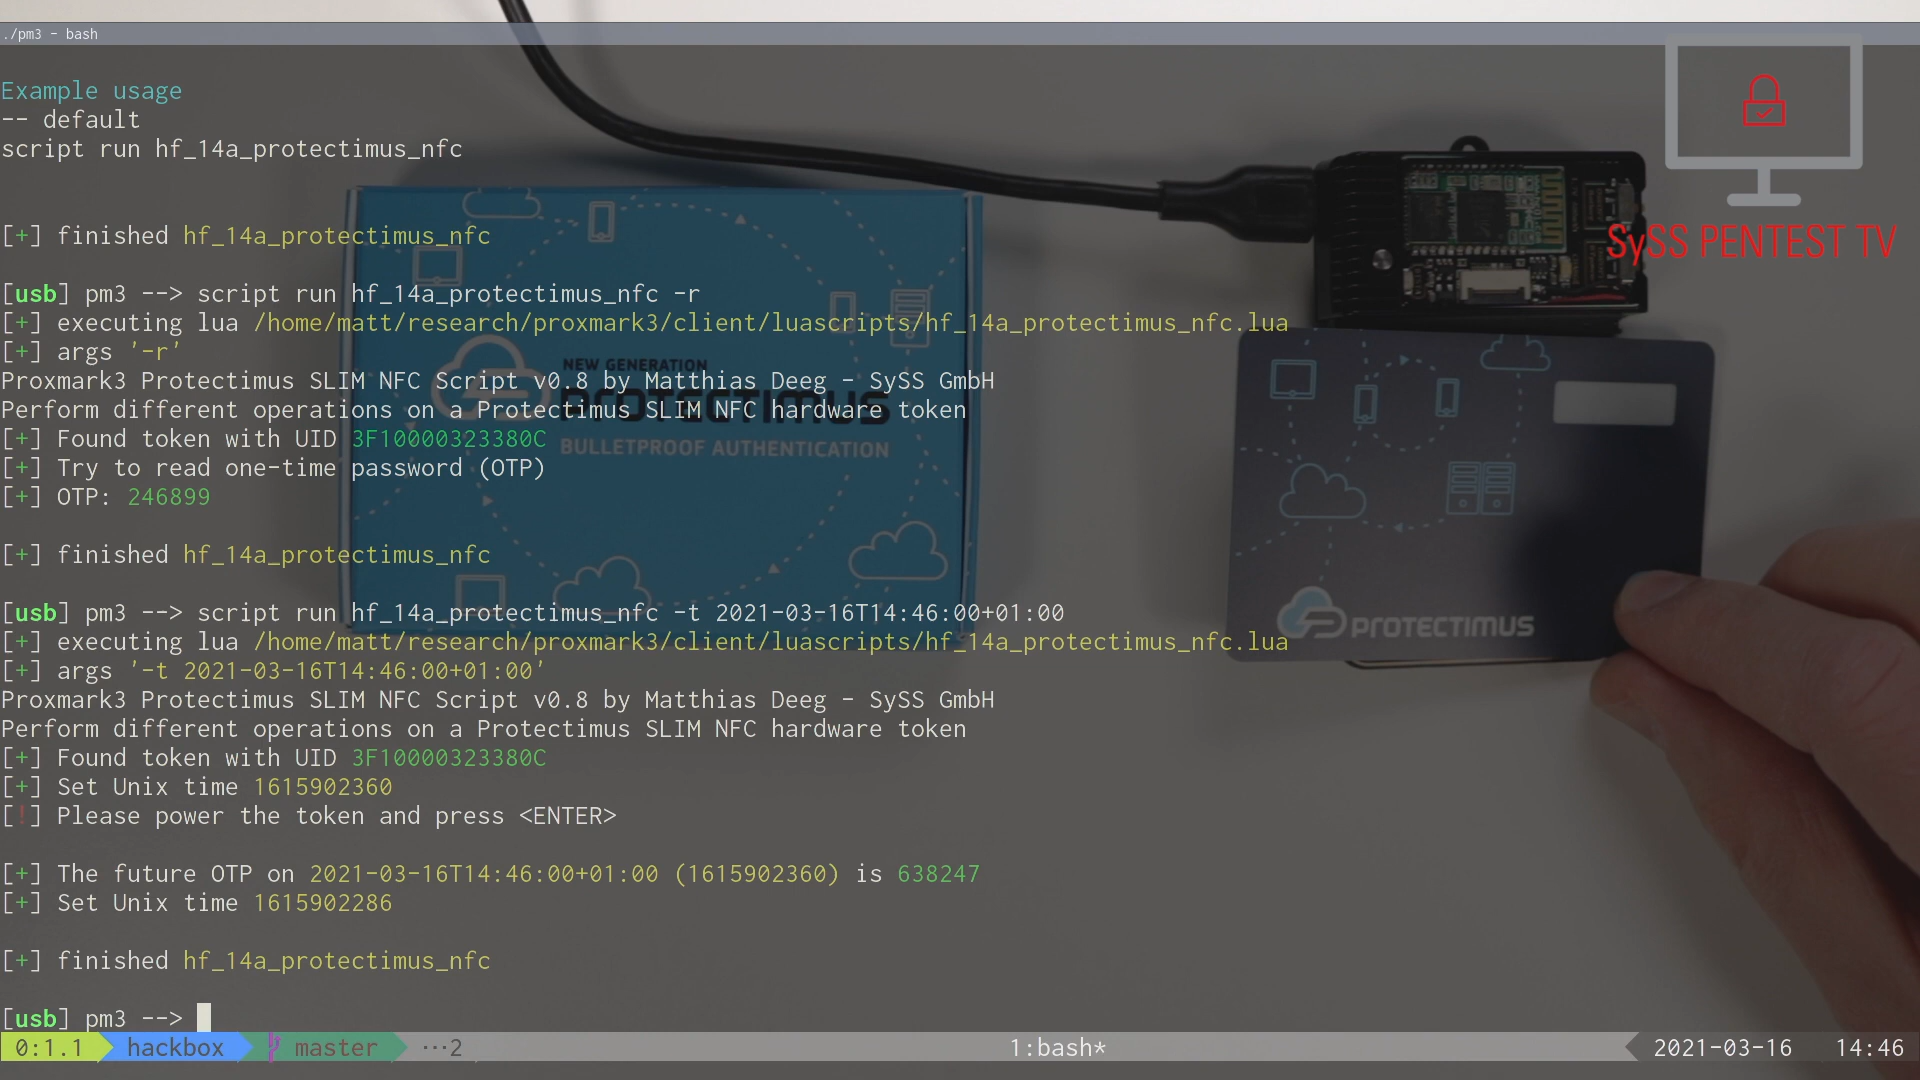 ./pm3 - bash
Example usage
-- default
script run hf_14a_protectimus_nfc
[+] finished hf_14a_protectimus_nfc
[usb] pm3 --> script run hf_14a_protectimus_nfc -r
[+] executing lua /home/matt/research/proxmark3/client/luascripts/hf_14a_protectimus_nfc.lua
[+] args '-r'
Proxmark3 Protectimus SLIM NFC Script v0.8 by Matthias Deeg - SySS GmbH
Perform different operations on a Protectimus SLIM NFC hardware token
[+] Found token with UID 3F10000323380C
[+] Try to read one-time password (OTP)
[+] OTP: 246899
[+] finished hf_14a_protectimus_nfc
[usb] pm3 --> script run hf_14a_protectimus_nfc -t 2021-03-16T14:46:00+01:00
[+] executing lua /home/matt/research/proxmark3/client/luascripts/hf_14a_protectimus_nfc.lua
[+] args '-t 2021-03-16T14:46:00+01:00'
Proxmark3 Protectimus SLIM NFC Script v0.8 by Matthias Deeg - SySS GmbH
Perform different operations on a Protectimus SLIM NFC hardware token
[+] Found token with UID 3F10000323380C
[+] Set Unix time 1615902360
[!] Please power the token and press <ENTER>
[+] The future OTP on 2021-03-16T14:46:00+01:00 (1615902360) is 638247
[+] Set Unix time 1615902286
[+] finished hf_14a_protectimus_nfc
[usb] pm3 -->
0:1.1 hackbox master ···2 1:bash* 2021-03-16 14:46
SySS PENTEST TV
NEW GENERATION
PROTECTIMUS
BULLETPROOF AUTHENTICATION
PROTECTIMUS